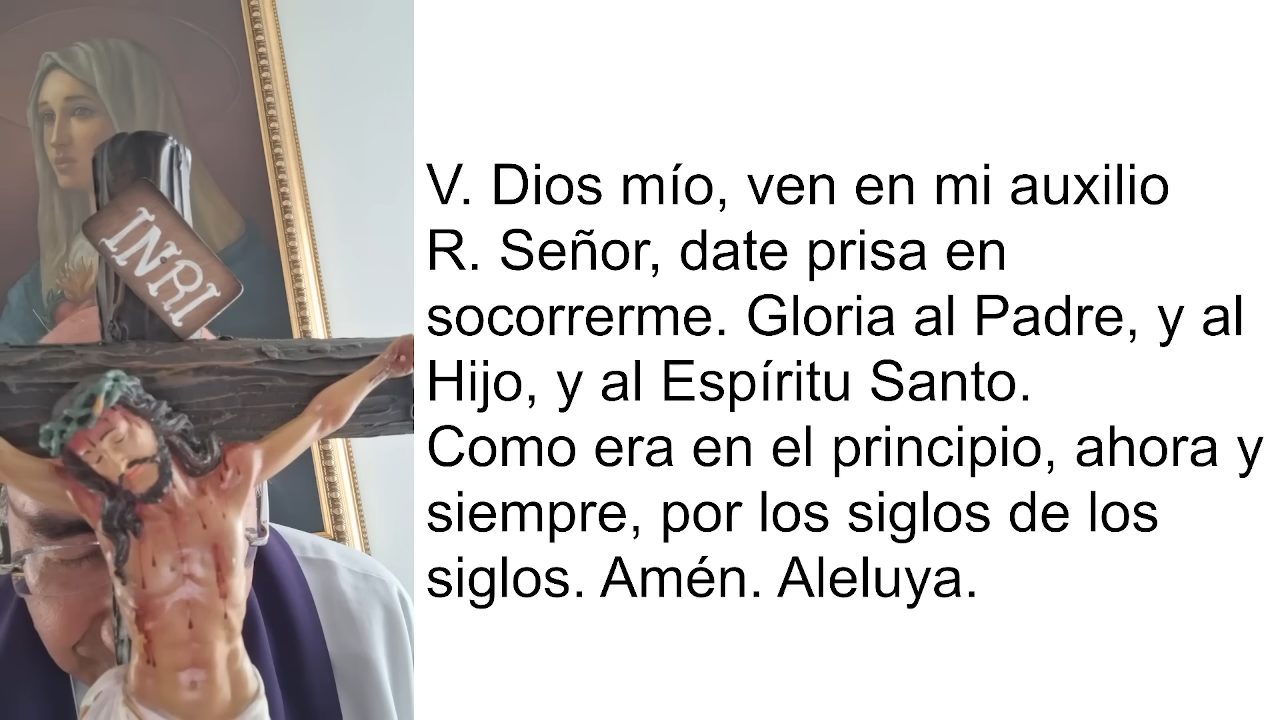 INRI
V. Dios mío, ven en mi auxilio
R. Señor, date prisa en
socorrerme. Gloria al Padre, y al
Hijo, y al Espíritu Santo.
Como era en el principio, ahora y
siempre, por los siglos de los
siglos. Amén. Aleluya.